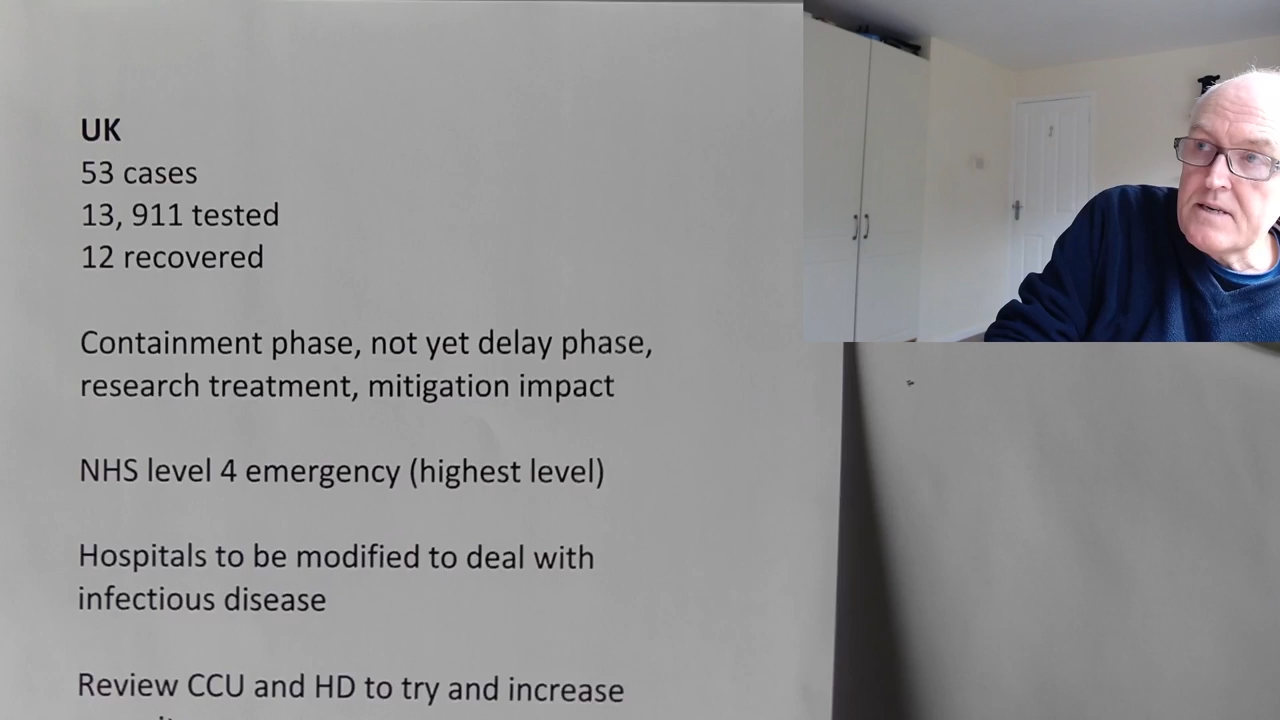 UK
53 cases
13, 911 tested
12 recovered
Containment phase, not yet delay phase,
research treatment, mitigation impact
NHS level 4 emergency (highest level)
Hospitals to be modified to deal with
infectious disease
Review CCU and HD to try and increase